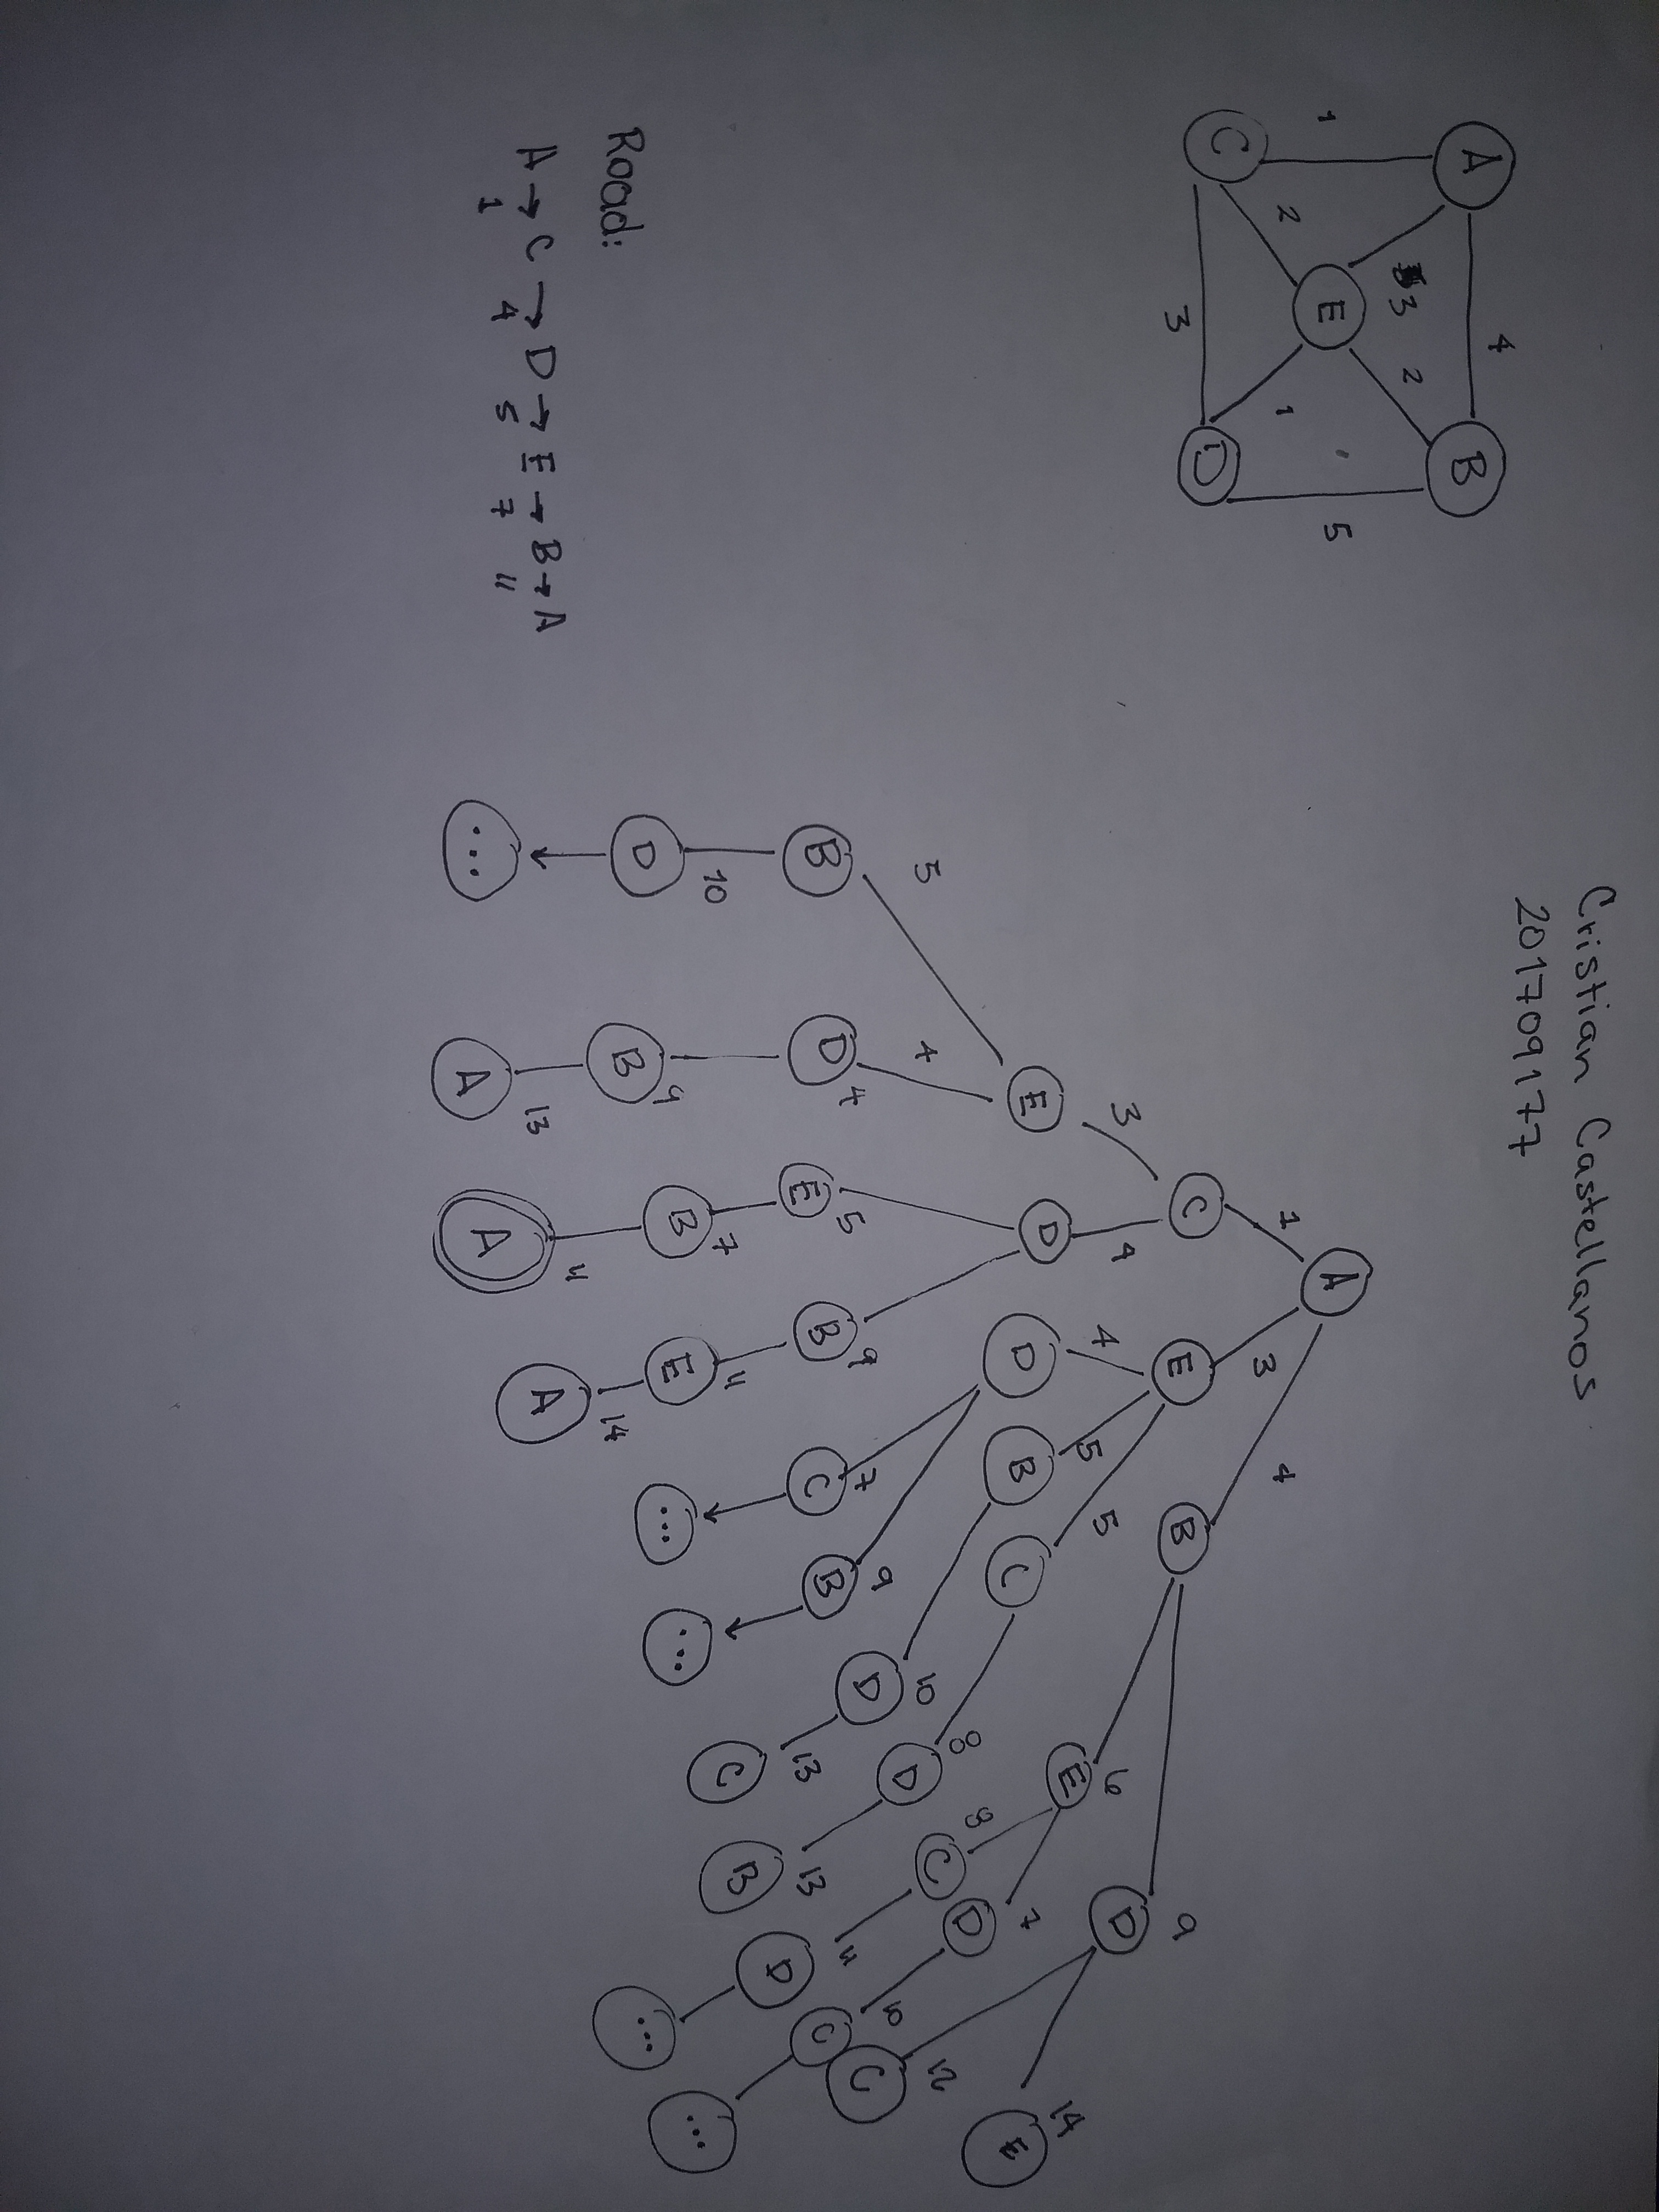 Cristian Castellanos
201709177
A 4 B
3 2
1 E 5
2 1
C D
3
A
1 3 4
C E B
9
3 4 4 5 5 6 D
E 14
E D D B C 7 E
8 D
5 4 10 D C 12
B D 4 5 E 9 B 7 C 9 B D 10 C C
11
10 7 11 13 13 D
D 9 B B E ... ... C B ...
14 ...
4 13 11 A
... A A
Road:
A → C → D → E → B → A
1 4 5 7 11